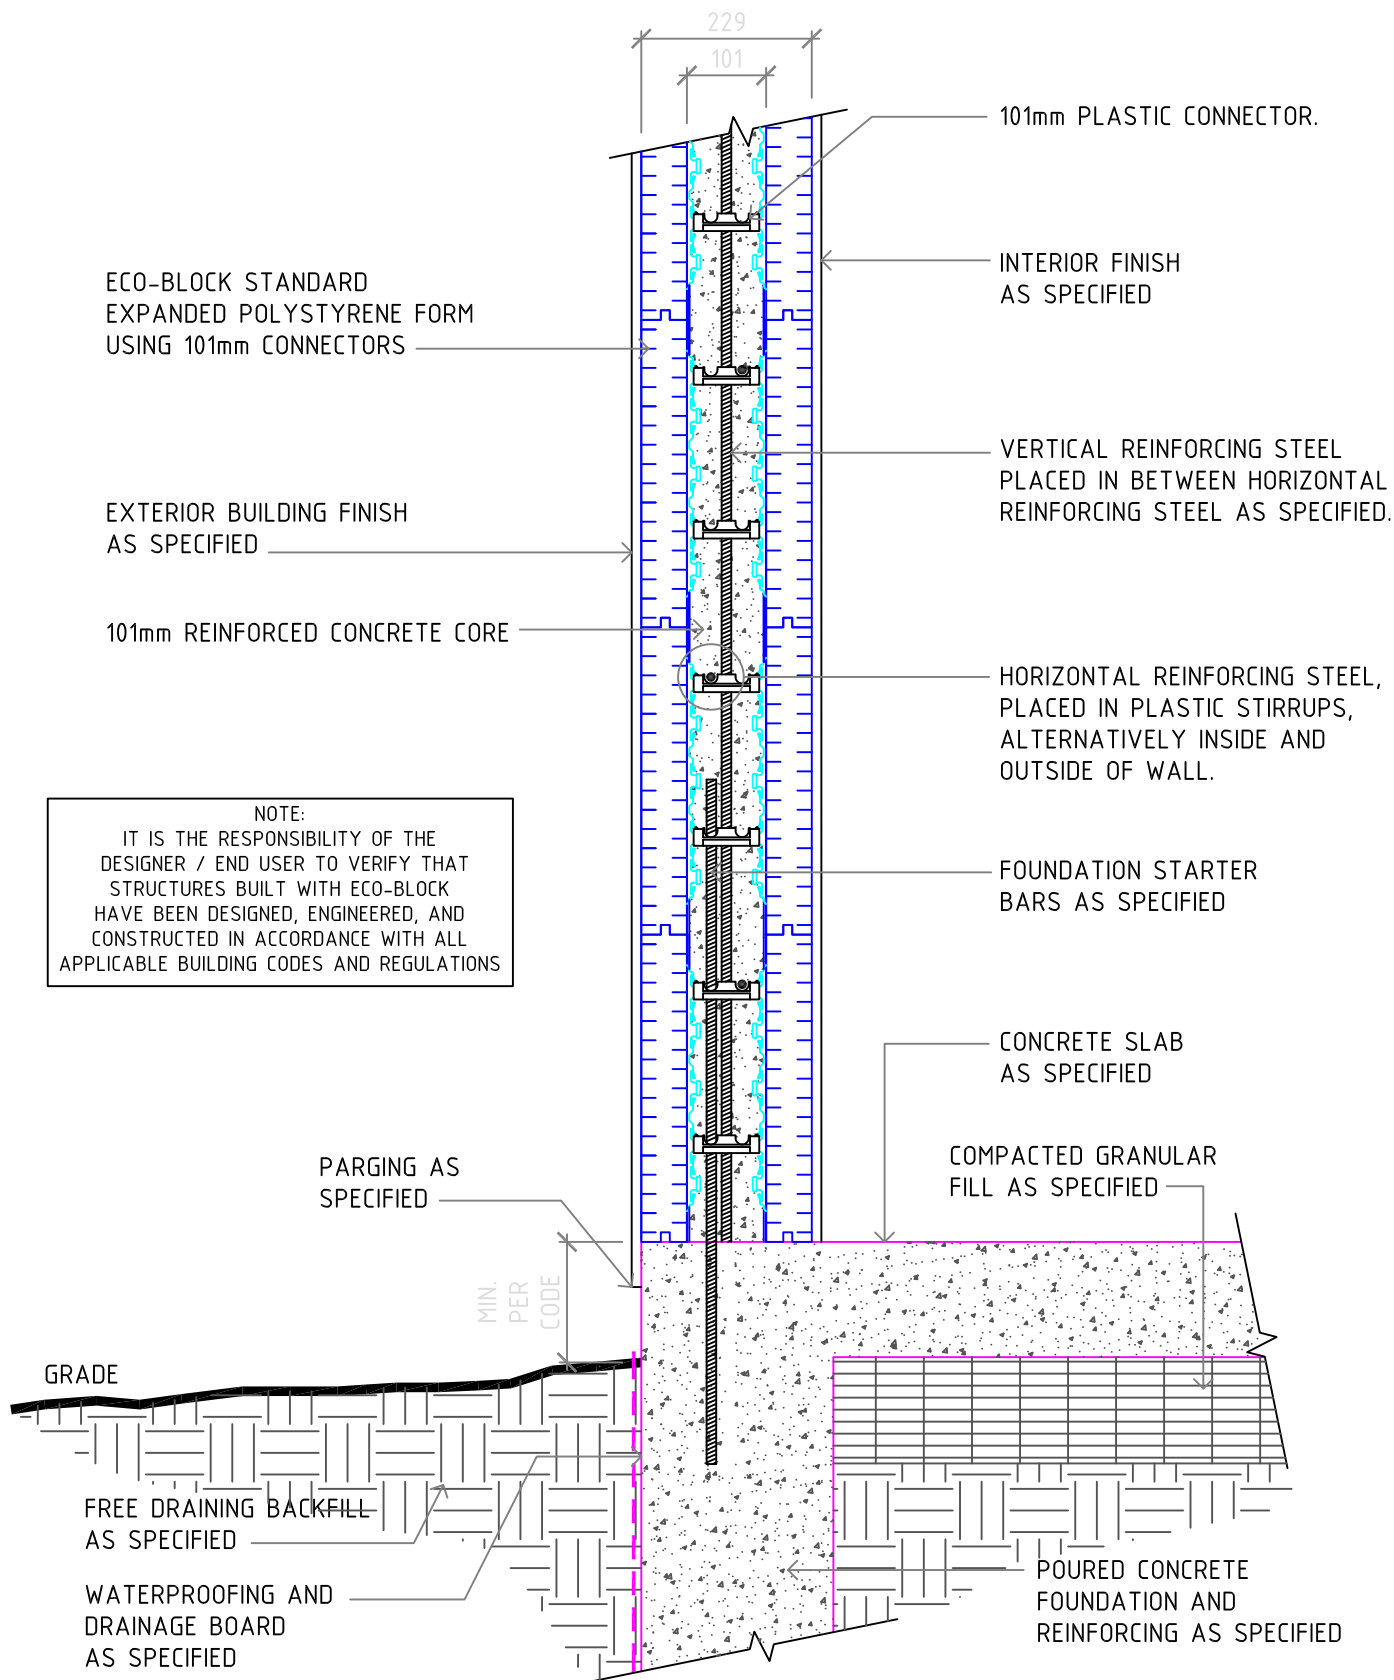 229
101
101mm PLASTIC CONNECTOR.
INTERIOR FINISH
AS SPECIFIED
ECO-BLOCK STANDARD
EXPANDED POLYSTYRENE FORM
USING 101mm CONNECTORS
VERTICAL REINFORCING STEEL
PLACED IN BETWEEN HORIZONTAL
REINFORCING STEEL AS SPECIFIED.
EXTERIOR BUILDING FINISH
AS SPECIFIED
101mm REINFORCED CONCRETE CORE
HORIZONTAL REINFORCING STEEL,
PLACED IN PLASTIC STIRRUPS,
ALTERNATIVELY INSIDE AND
OUTSIDE OF WALL.
NOTE:
IT IS THE RESPONSIBILITY OF THE
DESIGNER / END USER TO VERIFY THAT
STRUCTURES BUILT WITH ECO-BLOCK
HAVE BEEN DESIGNED, ENGINEERED, AND
CONSTRUCTED IN ACCORDANCE WITH ALL
APPLICABLE BUILDING CODES AND REGULATIONS
FOUNDATION STARTER
BARS AS SPECIFIED
CONCRETE SLAB
AS SPECIFIED
PARGING AS
SPECIFIED
COMPACTED GRANULAR
FILL AS SPECIFIED
MIN.
PER
CODE
GRADE
FREE DRAINING BACKFILL
AS SPECIFIED
WATERPROOFING AND
DRAINAGE BOARD
AS SPECIFIED
POURED CONCRETE
FOUNDATION AND
REINFORCING AS SPECIFIED